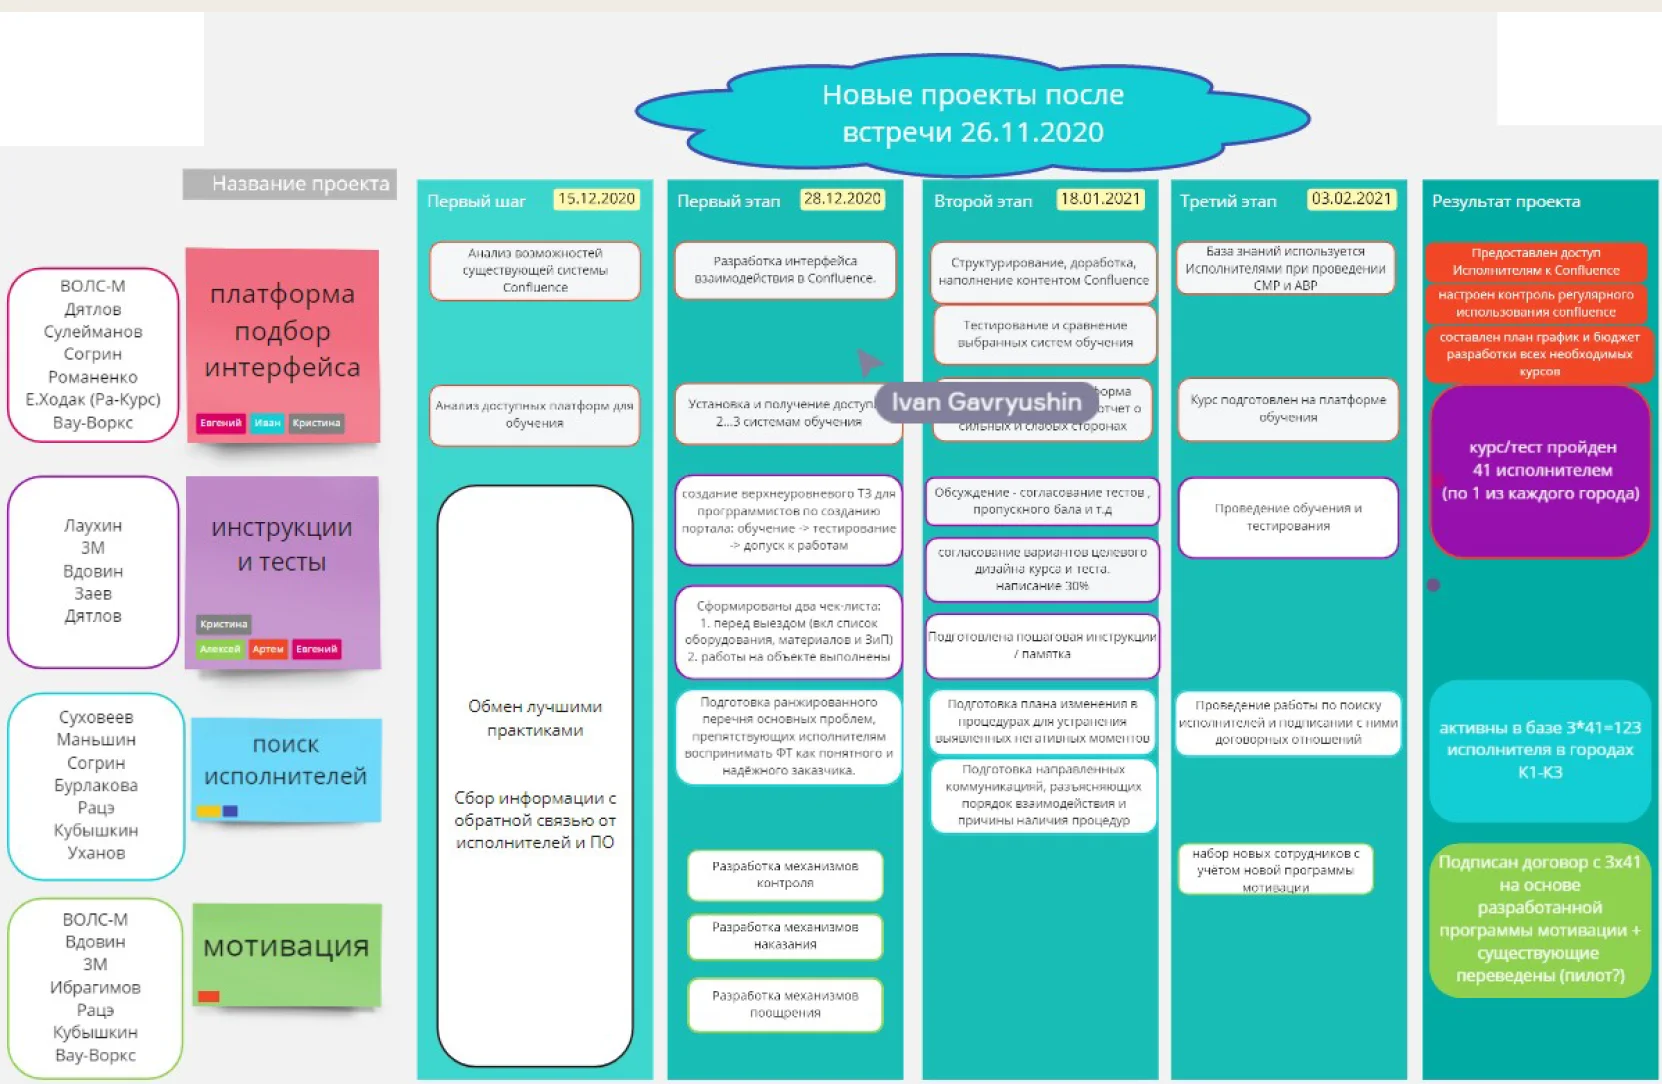 Новые проекты после
встречи 26.11.2020
Название проекта
Первый шаг
15.12.2020
Первый этап
28.12.2020
Второй этап
18.01.2021
Третий этап
03.02.2021
Результат проекта
ВОЛС-М
Дятлов
Сулейманов
Согрин
Романенко
Е.Ходак (Ра-Курс)
Вау-Воркс
платформа
подбор
интерфейса
Евгений
Иван
Кристина
Анализ возможностей
существующей системы
Confluence
Анализ доступных платформ для
обучения
Разработка интерфейса
взаимодействия в Confluence.
Установка и получение доступ
2...3 системам обучения
Структурирование, доработка,
наполнение контентом Confluence
Тестирование и сравнение
выбранных систем обучения
форма
отчет о
сильных и слабых сторонах
Ivan Gavryushin
База знаний используется
Исполнителями при проведении
СМР и АВР
Курс подготовлен на платформе
обучения
Предоставлен доступ
Исполнителям к Confluence
настроен контроль регулярного
использования confluence
составлен план график и бюджет
разработки всех необходимых
курсов
курс/тест пройден
41 исполнителем
(по 1 из каждого города)
Лаухин
ЗМ
Вдовин
Заев
Дятлов
инструкции
и тесты
Кристина
Алексей
Артем
Евгений
создание верхнеуровневого ТЗ для
прогрраммистов по созданию
портала: обучение -> тестирование
-> допуск к работам
Сформированы два чек-листа:
1. перед выездом (вкл список
оборудования, материалов и ЗиП)
2. работы на объекте выполнены
Обсуждение - согласование тестов ,
пропускного бала и т.д
согласование вариантов целевого
дизайна курса и теста.
написание 30%
Подготовлена пошаговая инструкции
/ памятка
Проведение обучения и
тестирования
Обмен лучшими
практиками
Сбор информации с
обратной связью от
исполнителей и ПО
Суховеев
Маньшин
Согрин
Бурлакова
Рацэ
Кубышкин
Уханов
поиск
исполнителей
Подготовка ранжированного
перечня основных проблем,
препятствующих исполнителям
воспринимать ФТ как понятного и
надёжного заказчика.
Подготовка плана изменения в
процедурах для устранения
выявленных негативных моментов
Подготовка направленных
коммуникацияй, разъясняющих
порядок взаимодействия и
причины наличия процедур
Проведение работы по поиску
исполнителей и подписании с ними
договорных отношений
активны в базе 3*41=123
исполнителя в городах
К1-К3
ВОЛС-М
Вдовин
ЗМ
Ибрагимов
Рацэ
Кубышкин
Вау-Воркс
мотивация
Разработка механизмов
контроля
Разработка механизмов
наказания
Разработка механизмов
поощрения
набор новых сотрудников с
учётом новой программы
мотивации
Подписан договор с 3х41
на основе
разработанной
программы мотивации +
существующие
переведены (пилот?)